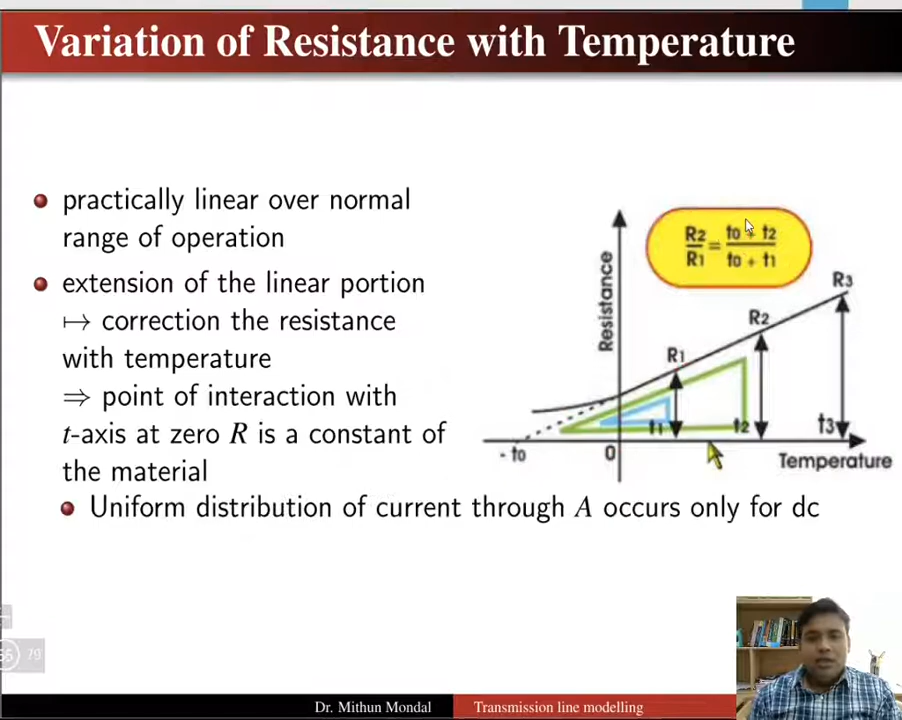 Variation of Resistance with Temperature
practically linear over normal
range of operation
extension of the linear portion
↦ correction the resistance
with temperature
⇒ point of interaction with
t-axis at zero R is a constant of
the material
Uniform distribution of current through A occurs only for dc
R2/R1 = to + t2/to + t1
Resistance
R1
R2
R3
t1
t2
t3
- to
0
Temperature
79
Dr. Mithun Mondal
Transmission line modelling